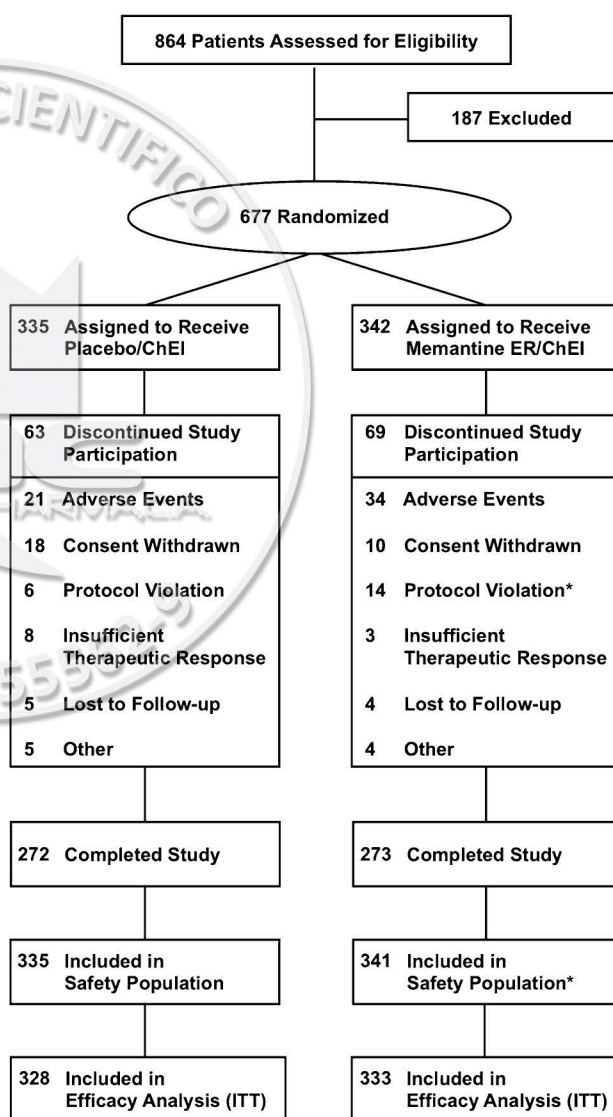 864 Patients Assessed for Eligibility
187 Excluded
677 Randomized
335 Assigned to Receive
Placebo/ChEI
342 Assigned to Receive
Memantine ER/ChEI
63 Discontinued Study
Participation
21 Adverse Events
18 Consent Withdrawn
6 Protocol Violation
8 Insufficient
Therapeutic Response
5 Lost to Follow-up
5 Other
69 Discontinued Study
Participation
34 Adverse Events
10 Consent Withdrawn
14 Protocol Violation*
3 Insufficient
Therapeutic Response
4 Lost to Follow-up
4 Other
272 Completed Study
273 Completed Study
335 Included in
Safety Population
341 Included in
Safety Population*
328 Included in
Efficacy Analysis (ITT)
333 Included in
Efficacy Analysis (ITT)
CIENTIFICO